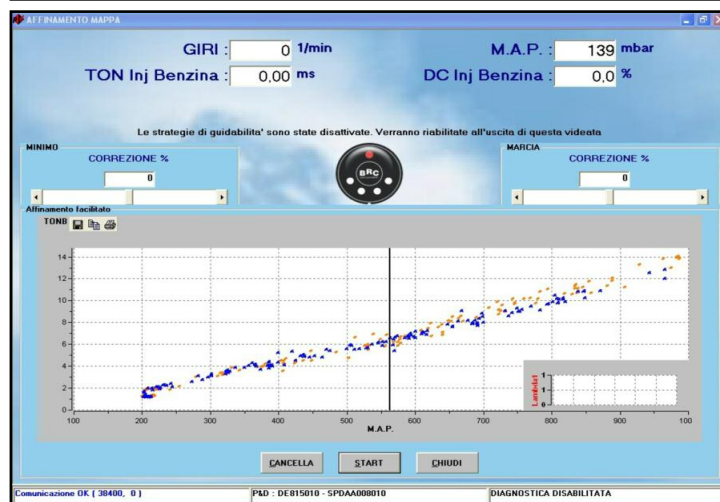 AFFINAMENTO MAPPA
GIRI : 0 1/min
M.A.P. : 139 mbar
TON Inj Benzina : 0,00 ms
DC Inj Benzina : 0,0 %
Le strategie di guidabilita' sono state disattivate. Verranno riabilitate all'uscita di questa videata
MINIMO
CORREZIONE %
0
BRC
MARCIA
CORREZIONE %
0
Affinamento facilitato
TONB
14
12
10
8
6
4
2
0
100 200 300 400 500 600 700 800 900 100
M.A.P.
Lambda1
1
1
0
CANCELLA START CHIUDI
Comunicazione OK ( 38400, 0 )
P&D : DE815010 - SPDAA008010
DIAGNOSTICA DISABILITATA